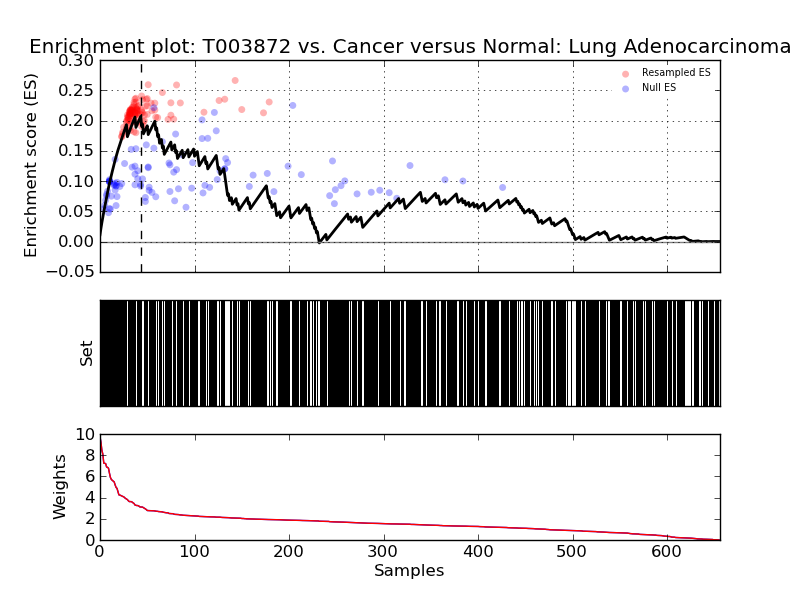 Enrichment plot: T003872 vs. Cancer versus Normal: Lung Adenocarcinoma
Enrichment score (ES)
0.30
0.25
0.20
0.15
0.10
0.05
0.00
−0.05
Resampled ES
Null ES
Set
Weights
10
8
6
4
2
0
0 100 200 300 400 500 600
Samples